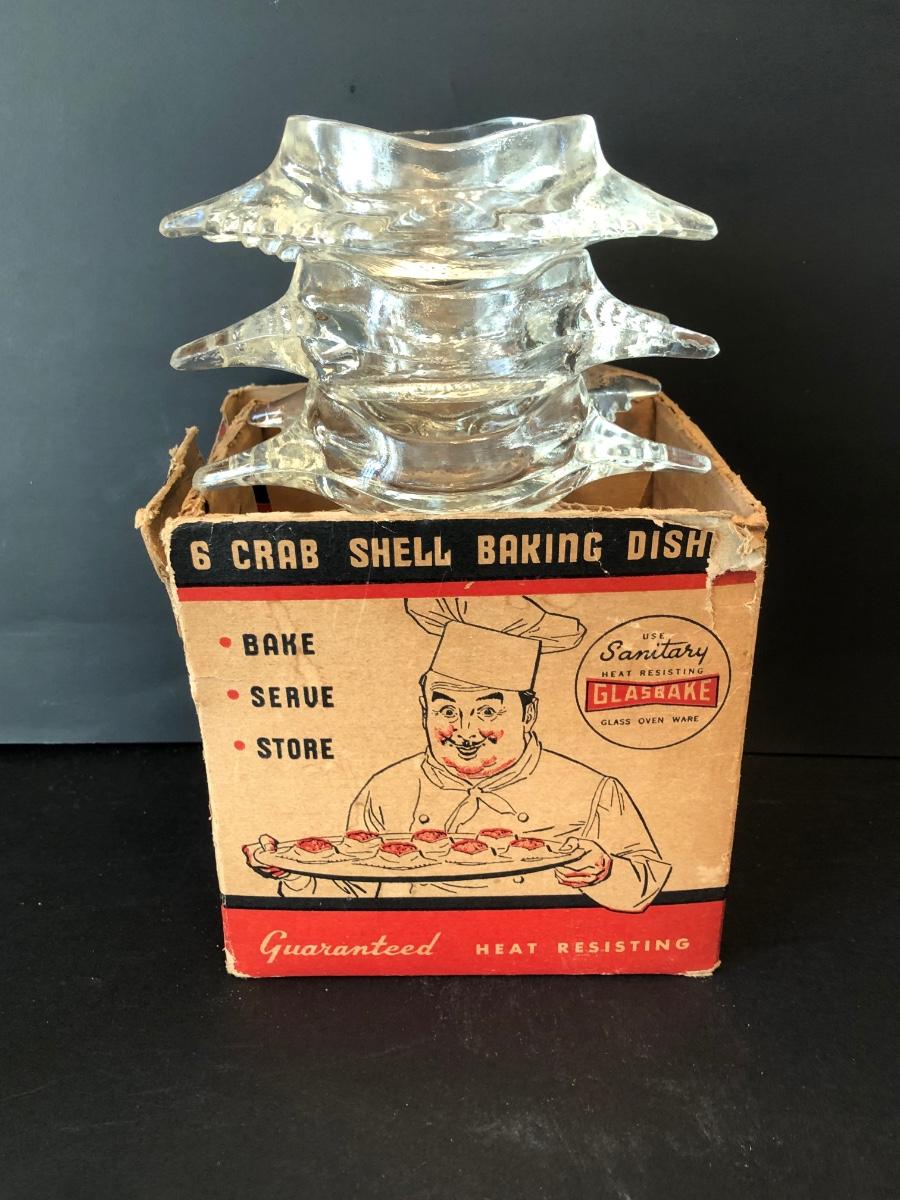 6 CRAB SHELL BAKING DISH
• BAKE
• SERVE
• STORE
USE
Sanitary
HEAT RESISTING
GLASBAKE
GLASS OVEN WARE
Guaranteed HEAT RESISTING